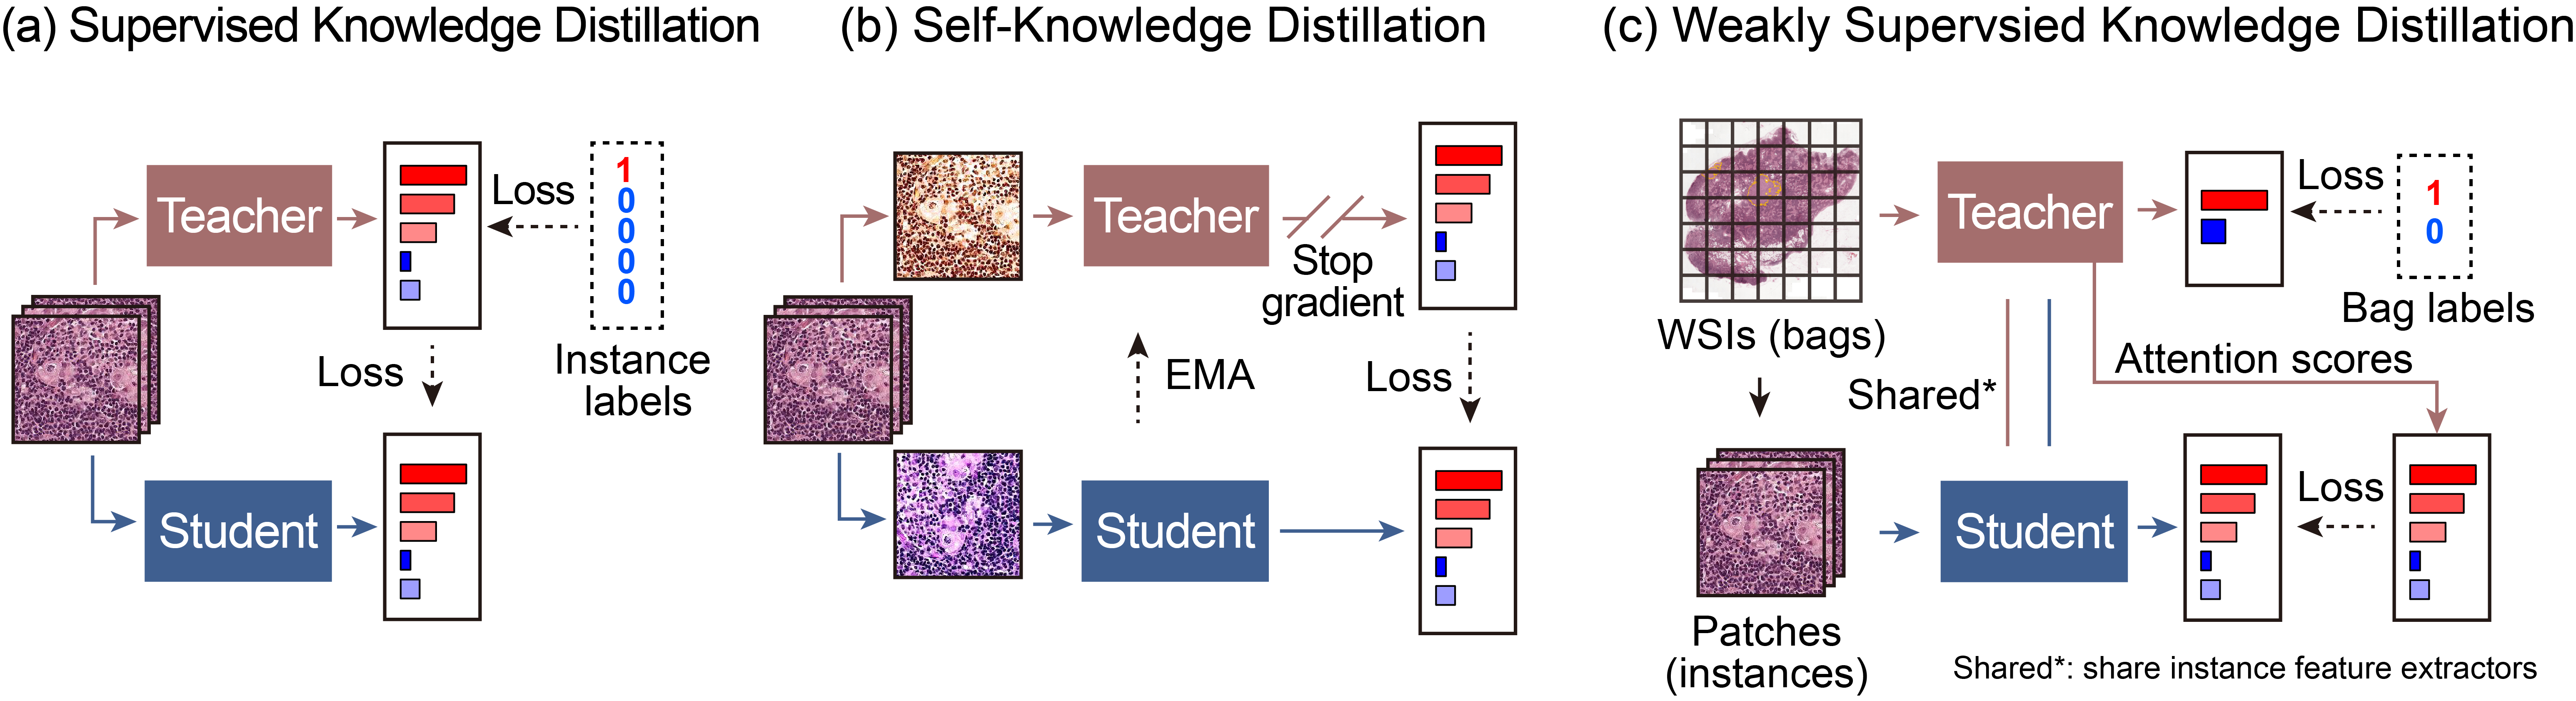 (a) Supervised Knowledge Distillation
Teacher
Loss
1
0
0
0
0
Instance
labels
Loss
Student
(b) Self-Knowledge Distillation
Teacher
Stop
gradient
EMA
Loss
Student
(c) Weakly Supervsied Knowledge Distillation
Teacher
Loss
1
0
Bag labels
WSIs (bags)
Attention scores
Shared*
Student
Loss
Patches
(instances)
Shared*: share instance feature extractors